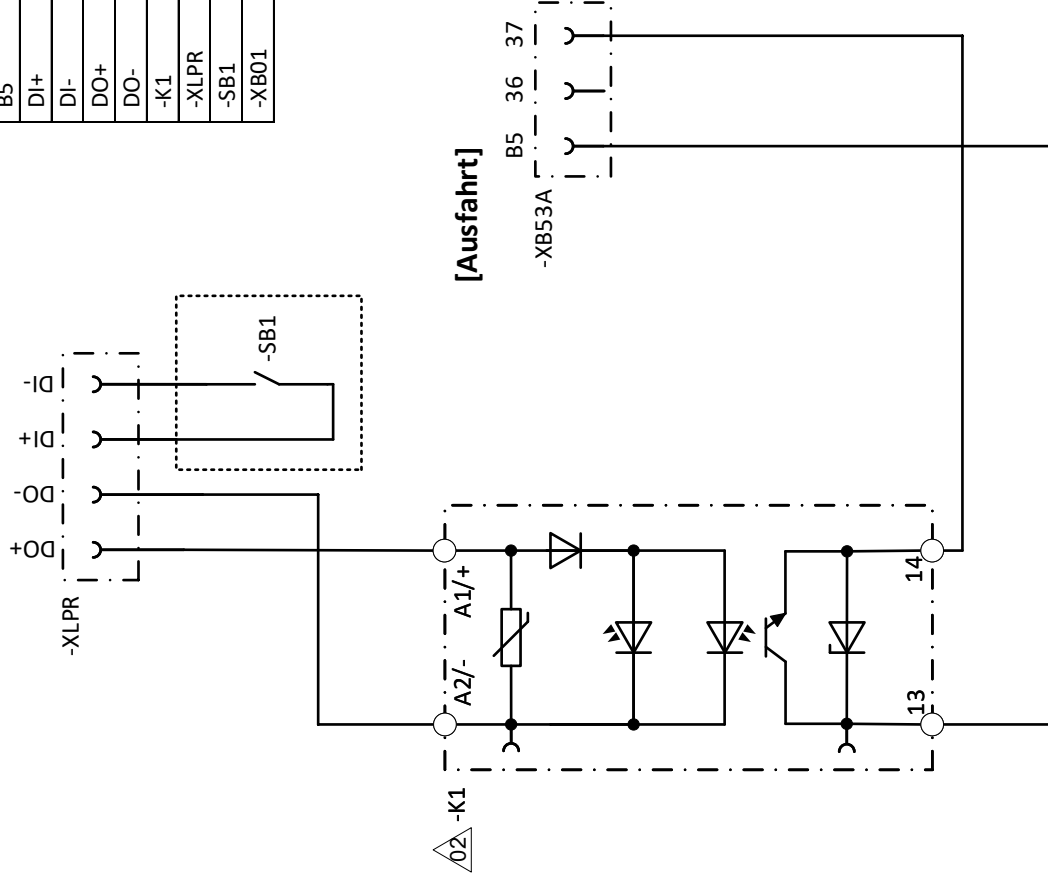 B5
DI+
DI-
DO+
DO-
-K1
-XLPR
-SB1
-XB01
37
36
B5
-XB53A
[Ausfahrt]
DI-
DI+
DO-
DO+
-XLPR
-SB1
A1/+
A2/-
14
13
-K1
02